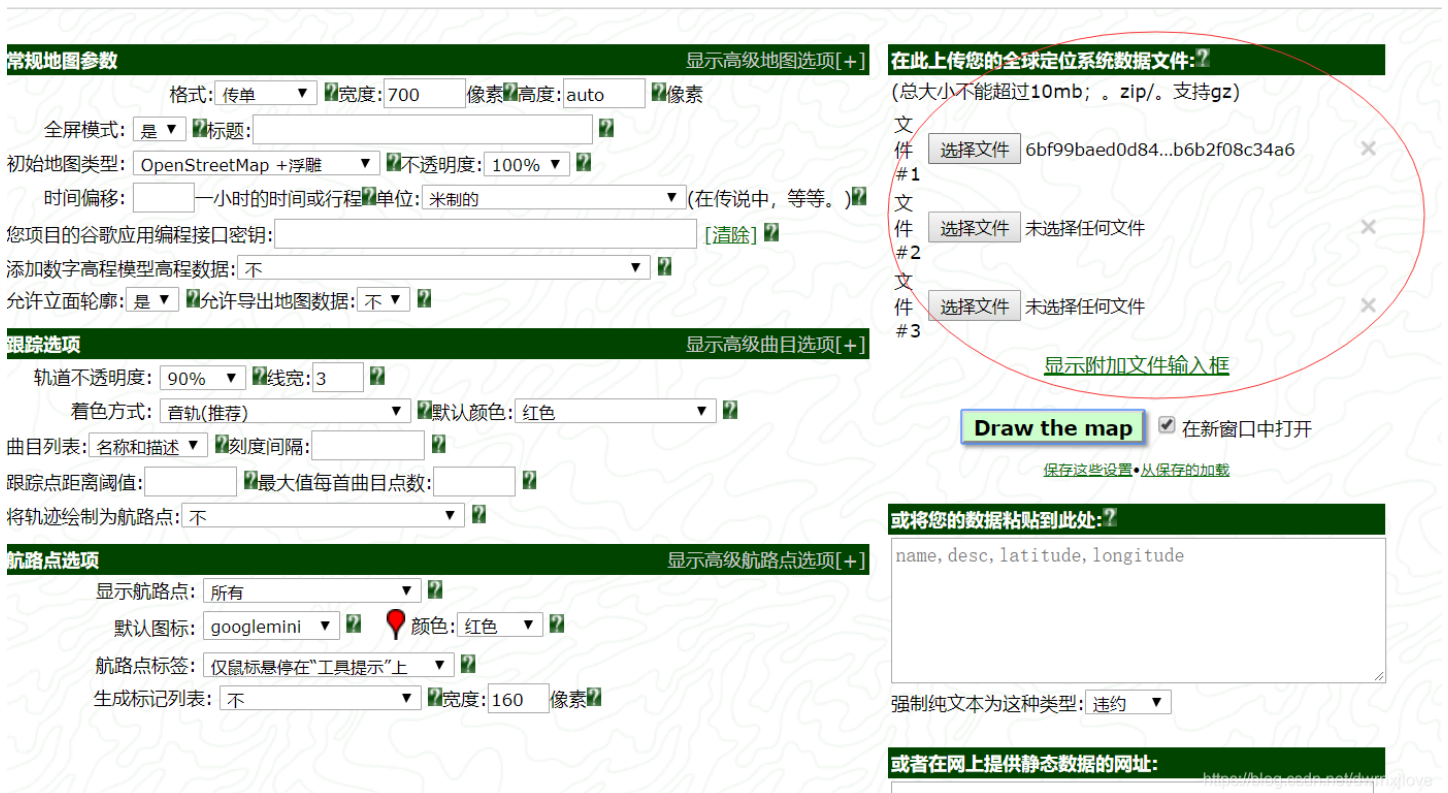 常规地图参数 显示高级地图选项[+]
格式: 传单 宽度: 700 像素 高度: auto 像素
全屏模式: 是 标题:
初始地图类型: OpenStreetMap +浮雕 不透明度: 100%
时间偏移: 一小时的时间或行程 单位: 米制的 (在传说中，等等。)
您项目的谷歌应用编程接口密钥: [清除]
添加数字高程模型高程数据: 不
允许立面轮廓: 是 允许导出地图数据: 不
跟踪选项 显示高级曲目选项[+]
轨道不透明度: 90% 线宽: 3
着色方式: 音轨(推荐) 默认颜色: 红色
曲目列表: 名称和描述 刻度间隔:
跟踪点距离阈值: 最大值每首曲目点数:
将轨迹绘制为航路点: 不
航路点选项 显示高级航路点选项[+]
显示航路点: 所有
默认图标: googlemini 颜色: 红色
航路点标签: 仅鼠标悬停在“工具提示”上
生成标记列表: 不 宽度: 160 像素
在此上传您的全球定位系统数据文件:
(总大小不能超过10mb；。zip/。支持gz)
文件#1 选择文件 6bf99baed0d84...b6b2f08c34a6
文件#2 选择文件 未选择任何文件
文件#3 选择文件 未选择任何文件
显示附加文件输入框
Draw the map 在新窗口中打开
保存这些设置•从保存的加载
或将您的数据粘贴到此处:
name,desc,latitude,longitude
强制纯文本为这种类型: 违约
或者在网上提供静态数据的网址:
https://blog.csdn.net/dwmxjlove